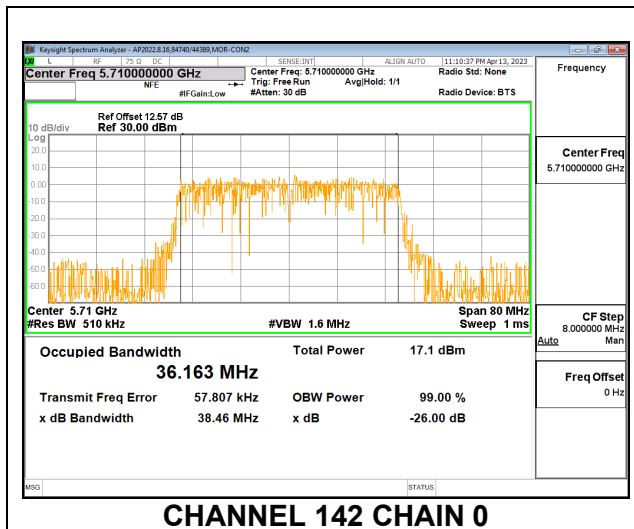 Keysight Spectrum Analyzer - AP2022.8.16,84740/44389,MOR-CON2
L RF 75 Ω DC SENSE:INT ALIGN AUTO 11:10:37 PM Apr 13, 2023
Center Freq 5.710000000 GHz
NFE
#IFGain:Low
Center Freq: 5.710000000 GHz
Trig: Free Run Avg|Hold: 1/1
#Atten: 30 dB
Radio Std: None
Radio Device: BTS
Frequency
Ref Offset 12.57 dB
10 dB/div Ref 30.00 dBm
Log
20.0
10.0
0.00
-10.0
-20.0
-30.0
-40.0
-50.0
-60.0
Center Freq
5.710000000 GHz
Center 5.71 GHz Span 80 MHz
#Res BW 510 kHz #VBW 1.6 MHz Sweep 1 ms
CF Step
8.000000 MHz
Auto Man
Freq Offset
0 Hz
Occupied Bandwidth Total Power 17.1 dBm
36.163 MHz
Transmit Freq Error 57.807 kHz OBW Power 99.00 %
x dB Bandwidth 38.46 MHz x dB -26.00 dB
MSG STATUS
CHANNEL 142 CHAIN 0